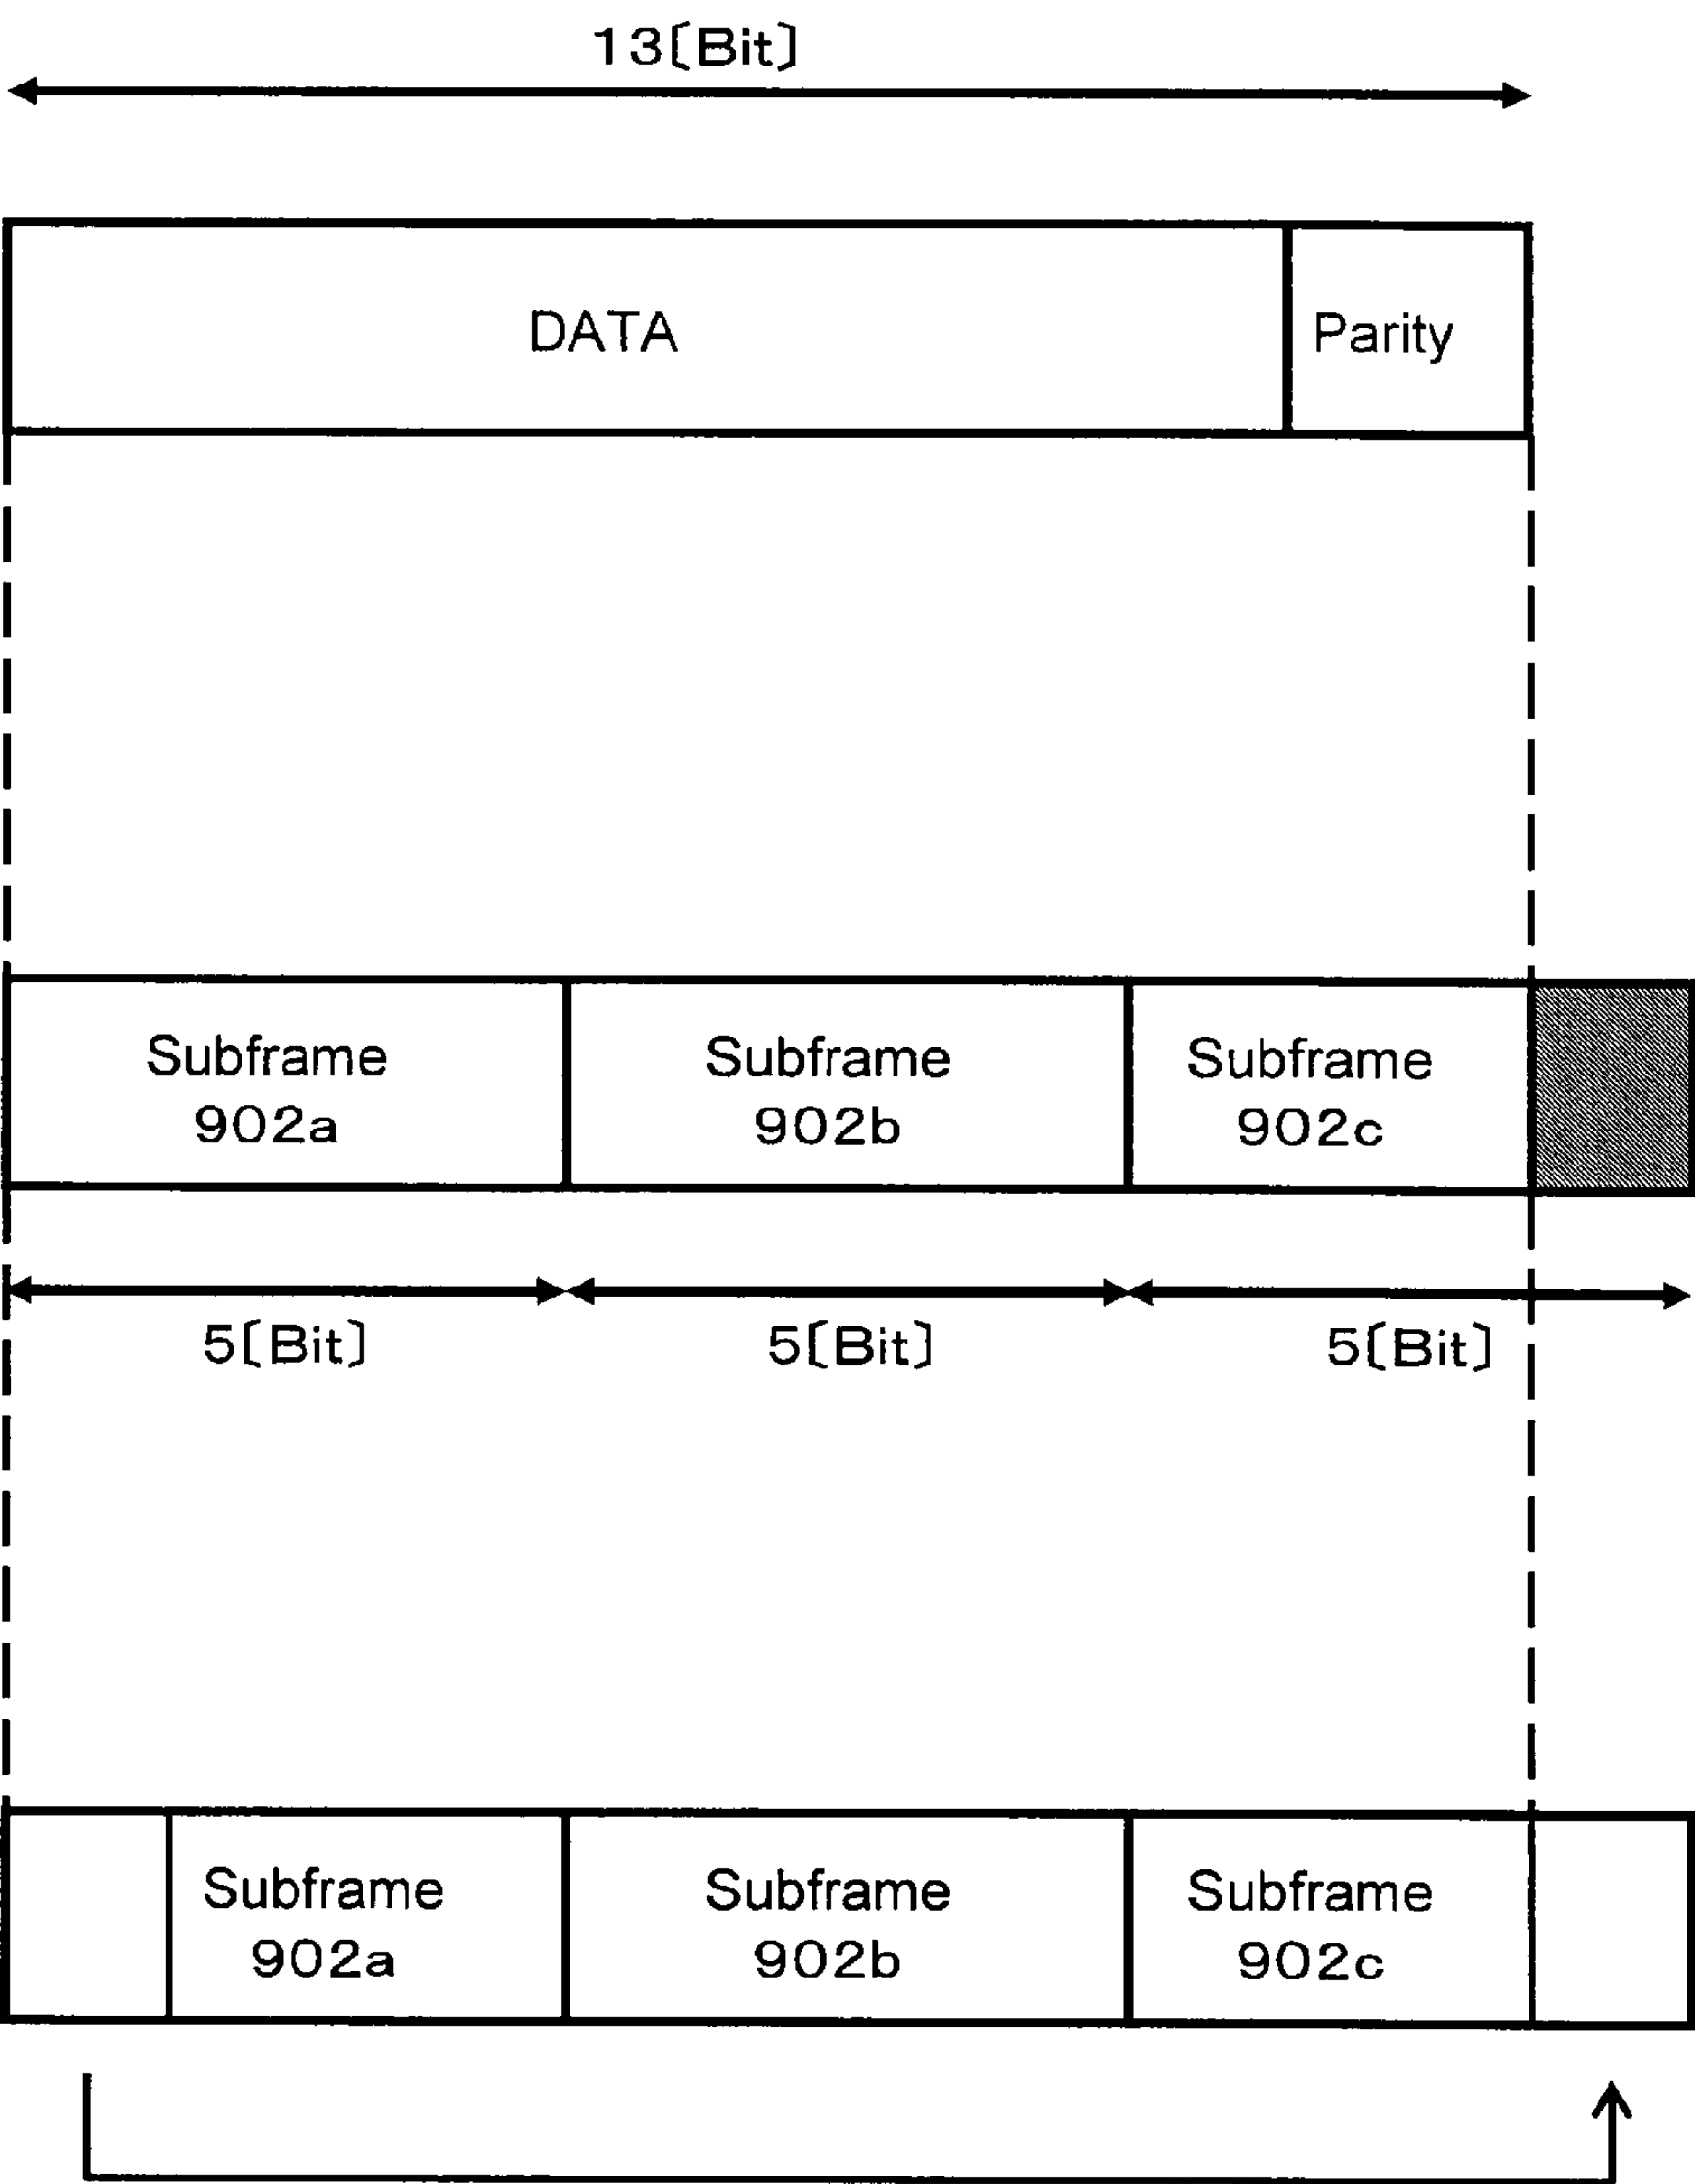 13〔Bit〕
DATA
Parity
Subframe
902a
Subframe
902b
Subframe
902c
5〔Bit〕
5〔Bit〕
5〔Bit〕
Subframe
902a
Subframe
902b
Subframe
902c